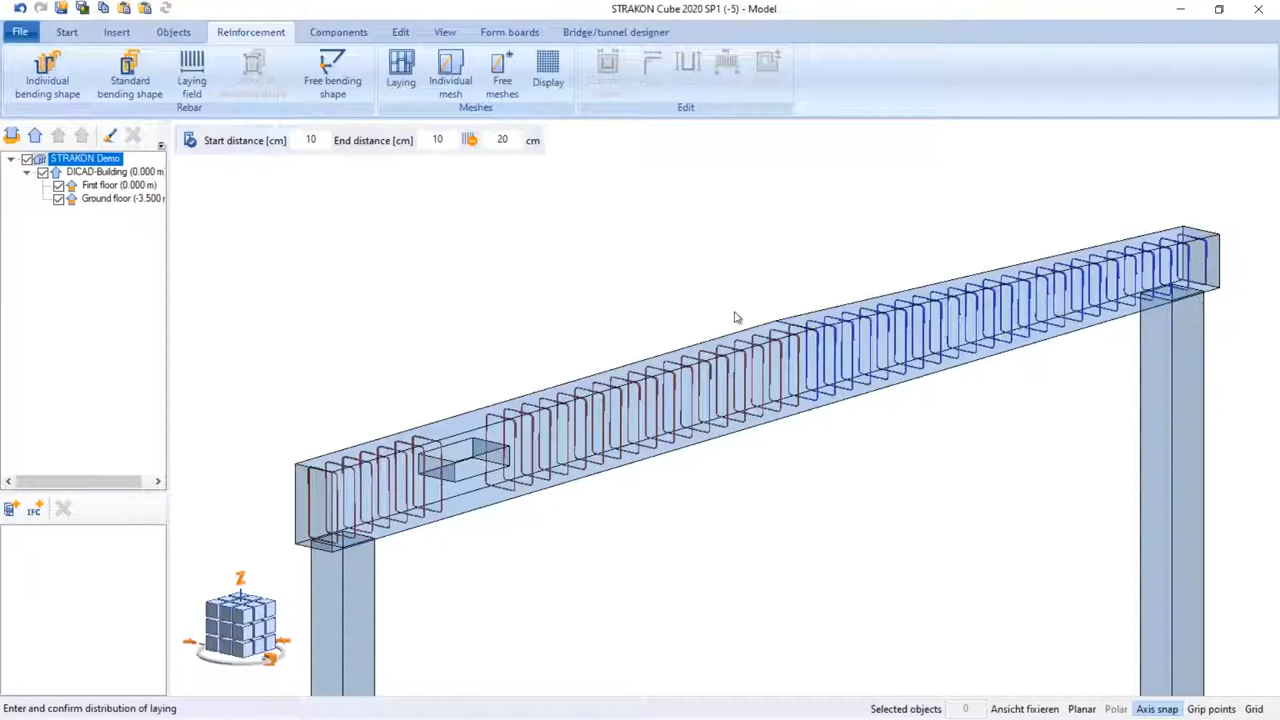 STRAKON Cube 2020 SP1 (-5) - Model
File Start Insert Objects Reinforcement Components Edit View Form boards Bridge/tunnel designer
Individual bending shape
Standard bending shape
Laying field
Free bending shape
Laying
Individual mesh
Free meshes
Display
Rebar
Meshes
Edit
Start distance [cm] 10 End distance [cm] 10 20 cm
STRAKON Demo
DICAD-Building (0.000 m
First floor (0.000 m)
Ground floor (-3.500 r
IFC
Z
Enter and confirm distribution of laying
Selected objects 0 Ansicht fixieren Planar Polar Axis snap Grip points Grid